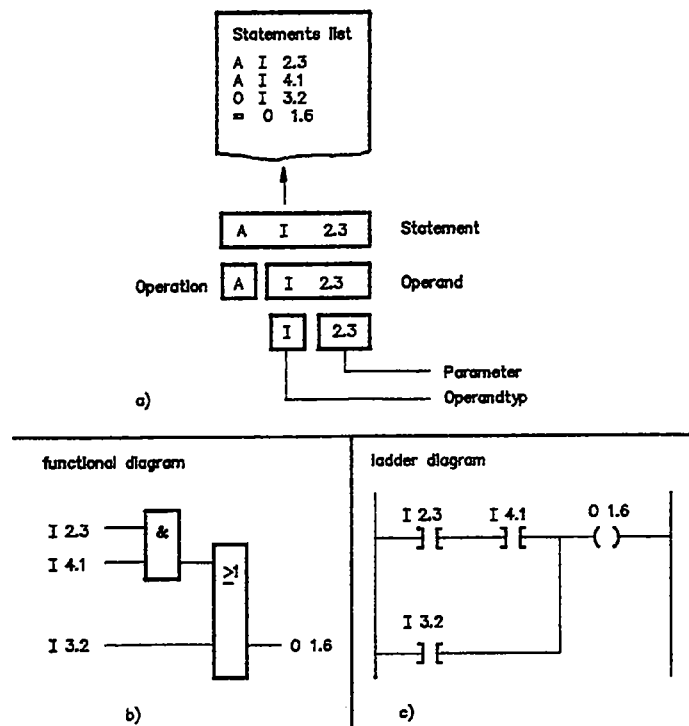 Statements list
A I 2.3
A I 4.1
O I 3.2
= O 1.6
A I 2.3 Statement
Operation A I 2.3 Operand
I 2.3
Parameter
Operandtyp
a)
functional diagram
I 2.3
&
I 4.1
≥1
I 3.2
O 1.6
b)
ladder diagram
I 2.3 I 4.1 O 1.6
I 3.2
c)